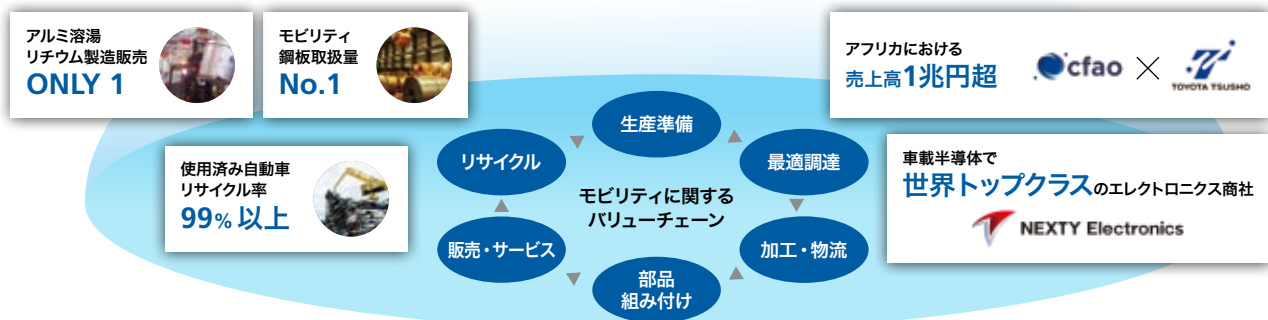 アルミ溶湯
リチウム製造販売
ONLY 1
モビリティ
鋼板取扱量
No.1
アフリカにおける
売上高1兆円超
cfao
×
TOYOTA TSUSHO
使用済み自動車
リサイクル率
99%以上
車載半導体で
世界トップクラスのエレクトロニクス商社
NEXTY Electronics
生産準備
最適調達
加工・物流
部品
組み付け
販売・サービス
リサイクル
モビリティに関する
バリューチェーン